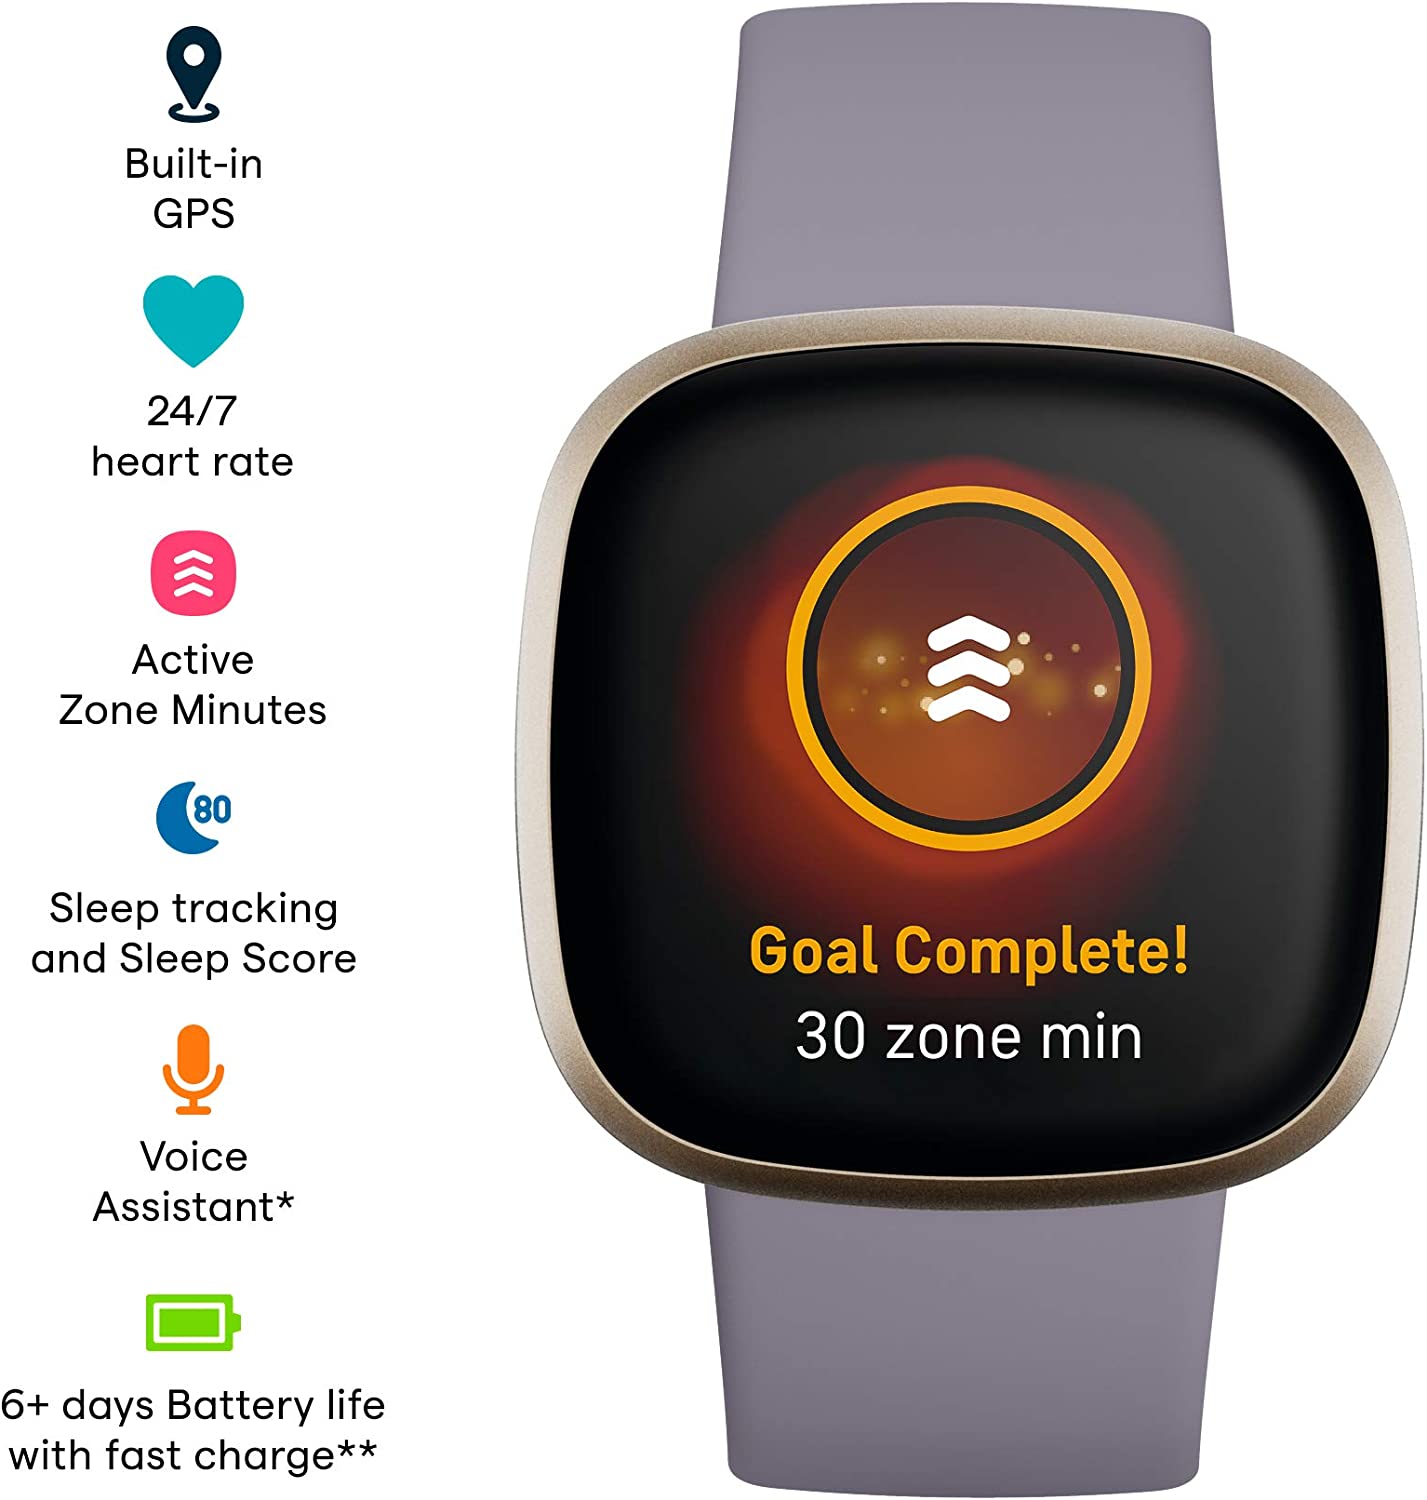 Built-in
GPS
24/7
heart rate
Active
Zone Minutes
80
Sleep tracking
and Sleep Score
Voice
Assistant*
6+ days Battery life
with fast charge**
Goal Complete!
30 zone min